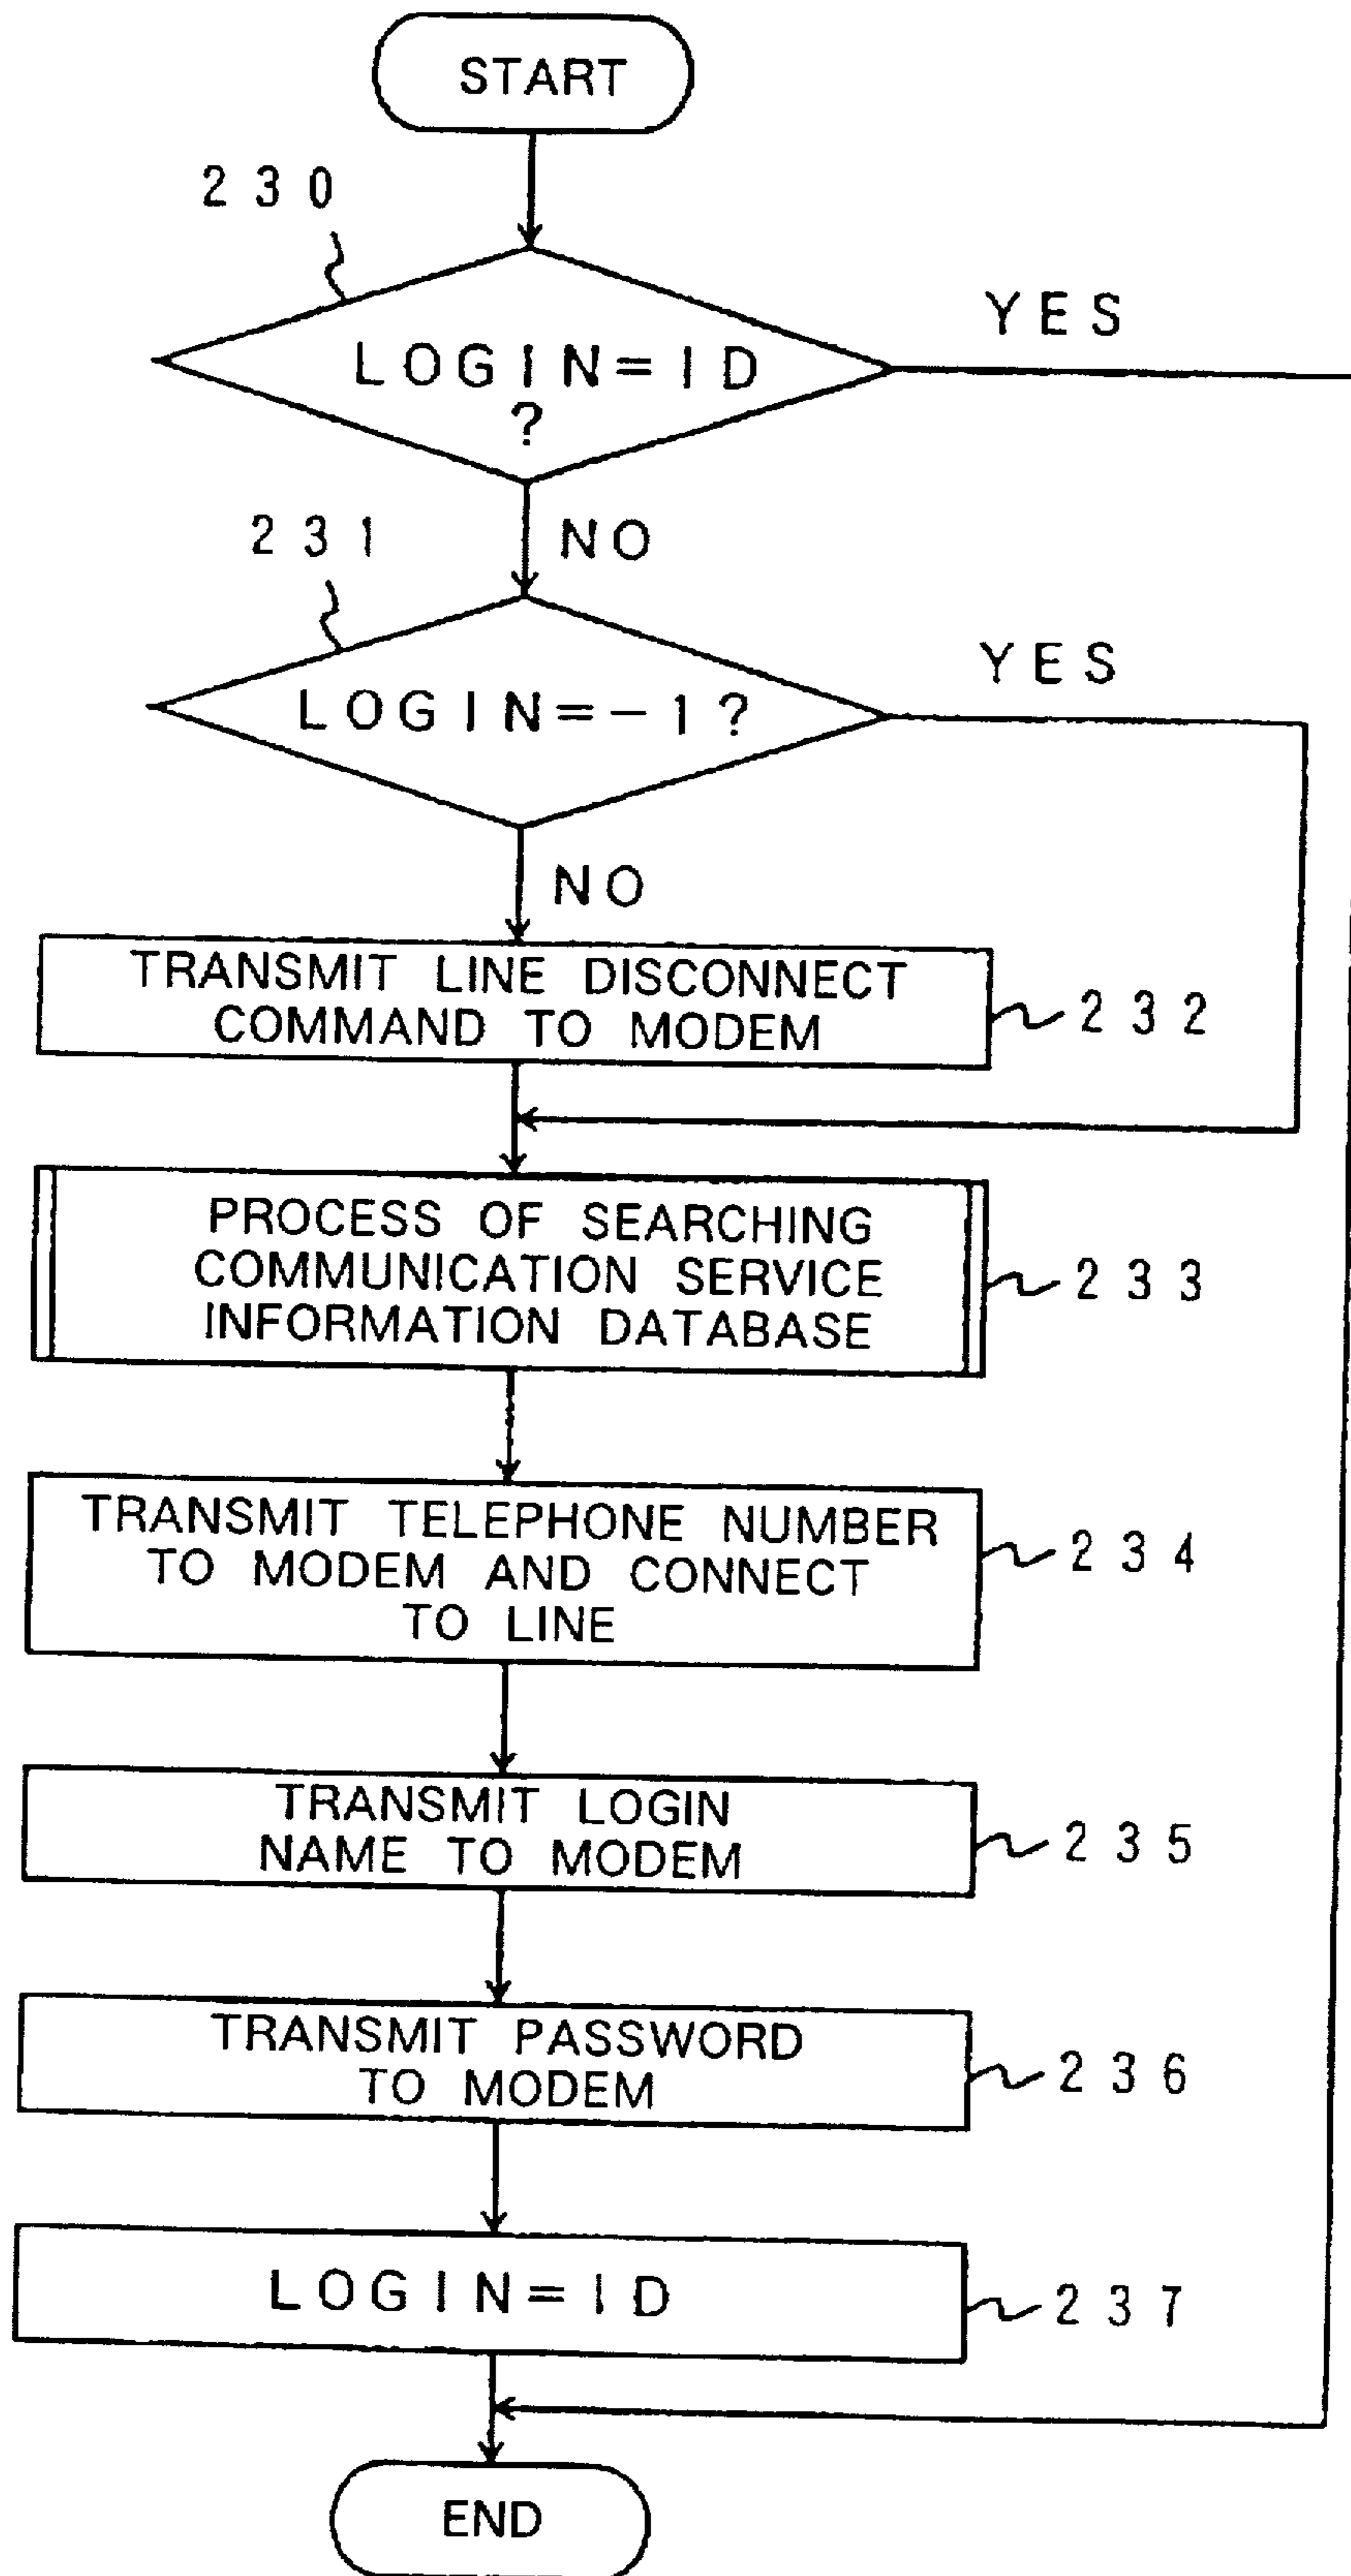 START
230
LOGIN=ID
?
YES
NO
231
LOGIN=-1?
YES
NO
TRANSMIT LINE DISCONNECT
COMMAND TO MODEM
232
PROCESS OF SEARCHING
COMMUNICATION SERVICE
INFORMATION DATABASE
233
TRANSMIT TELEPHONE NUMBER
TO MODEM AND CONNECT
TO LINE
234
TRANSMIT LOGIN
NAME TO MODEM
235
TRANSMIT PASSWORD
TO MODEM
236
LOGIN=ID
237
END